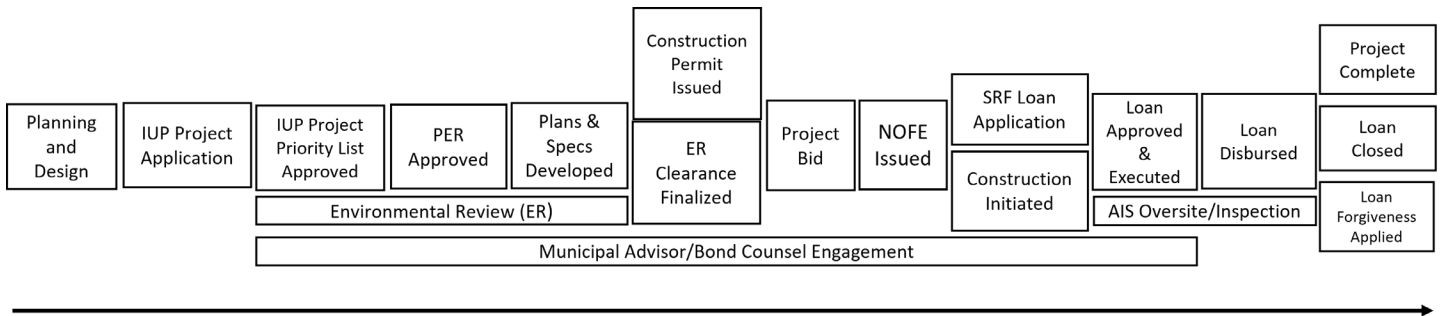 Planning
and
Design
IUP Project
Application
IUP Project
Priority List
Approved
PER
Approved
Plans &
Specs
Developed
Environmental Review (ER)
Construction
Permit
Issued
ER
Clearance
Finalized
Project
Bid
NOFE
Issued
SRF Loan
Application
Construction
Initiated
Loan
Approved
&
Executed
Loan
Disbursed
AIS Oversite/Inspection
Project
Complete
Loan
Closed
Loan
Forgiveness
Applied
Municipal Advisor/Bond Counsel Engagement